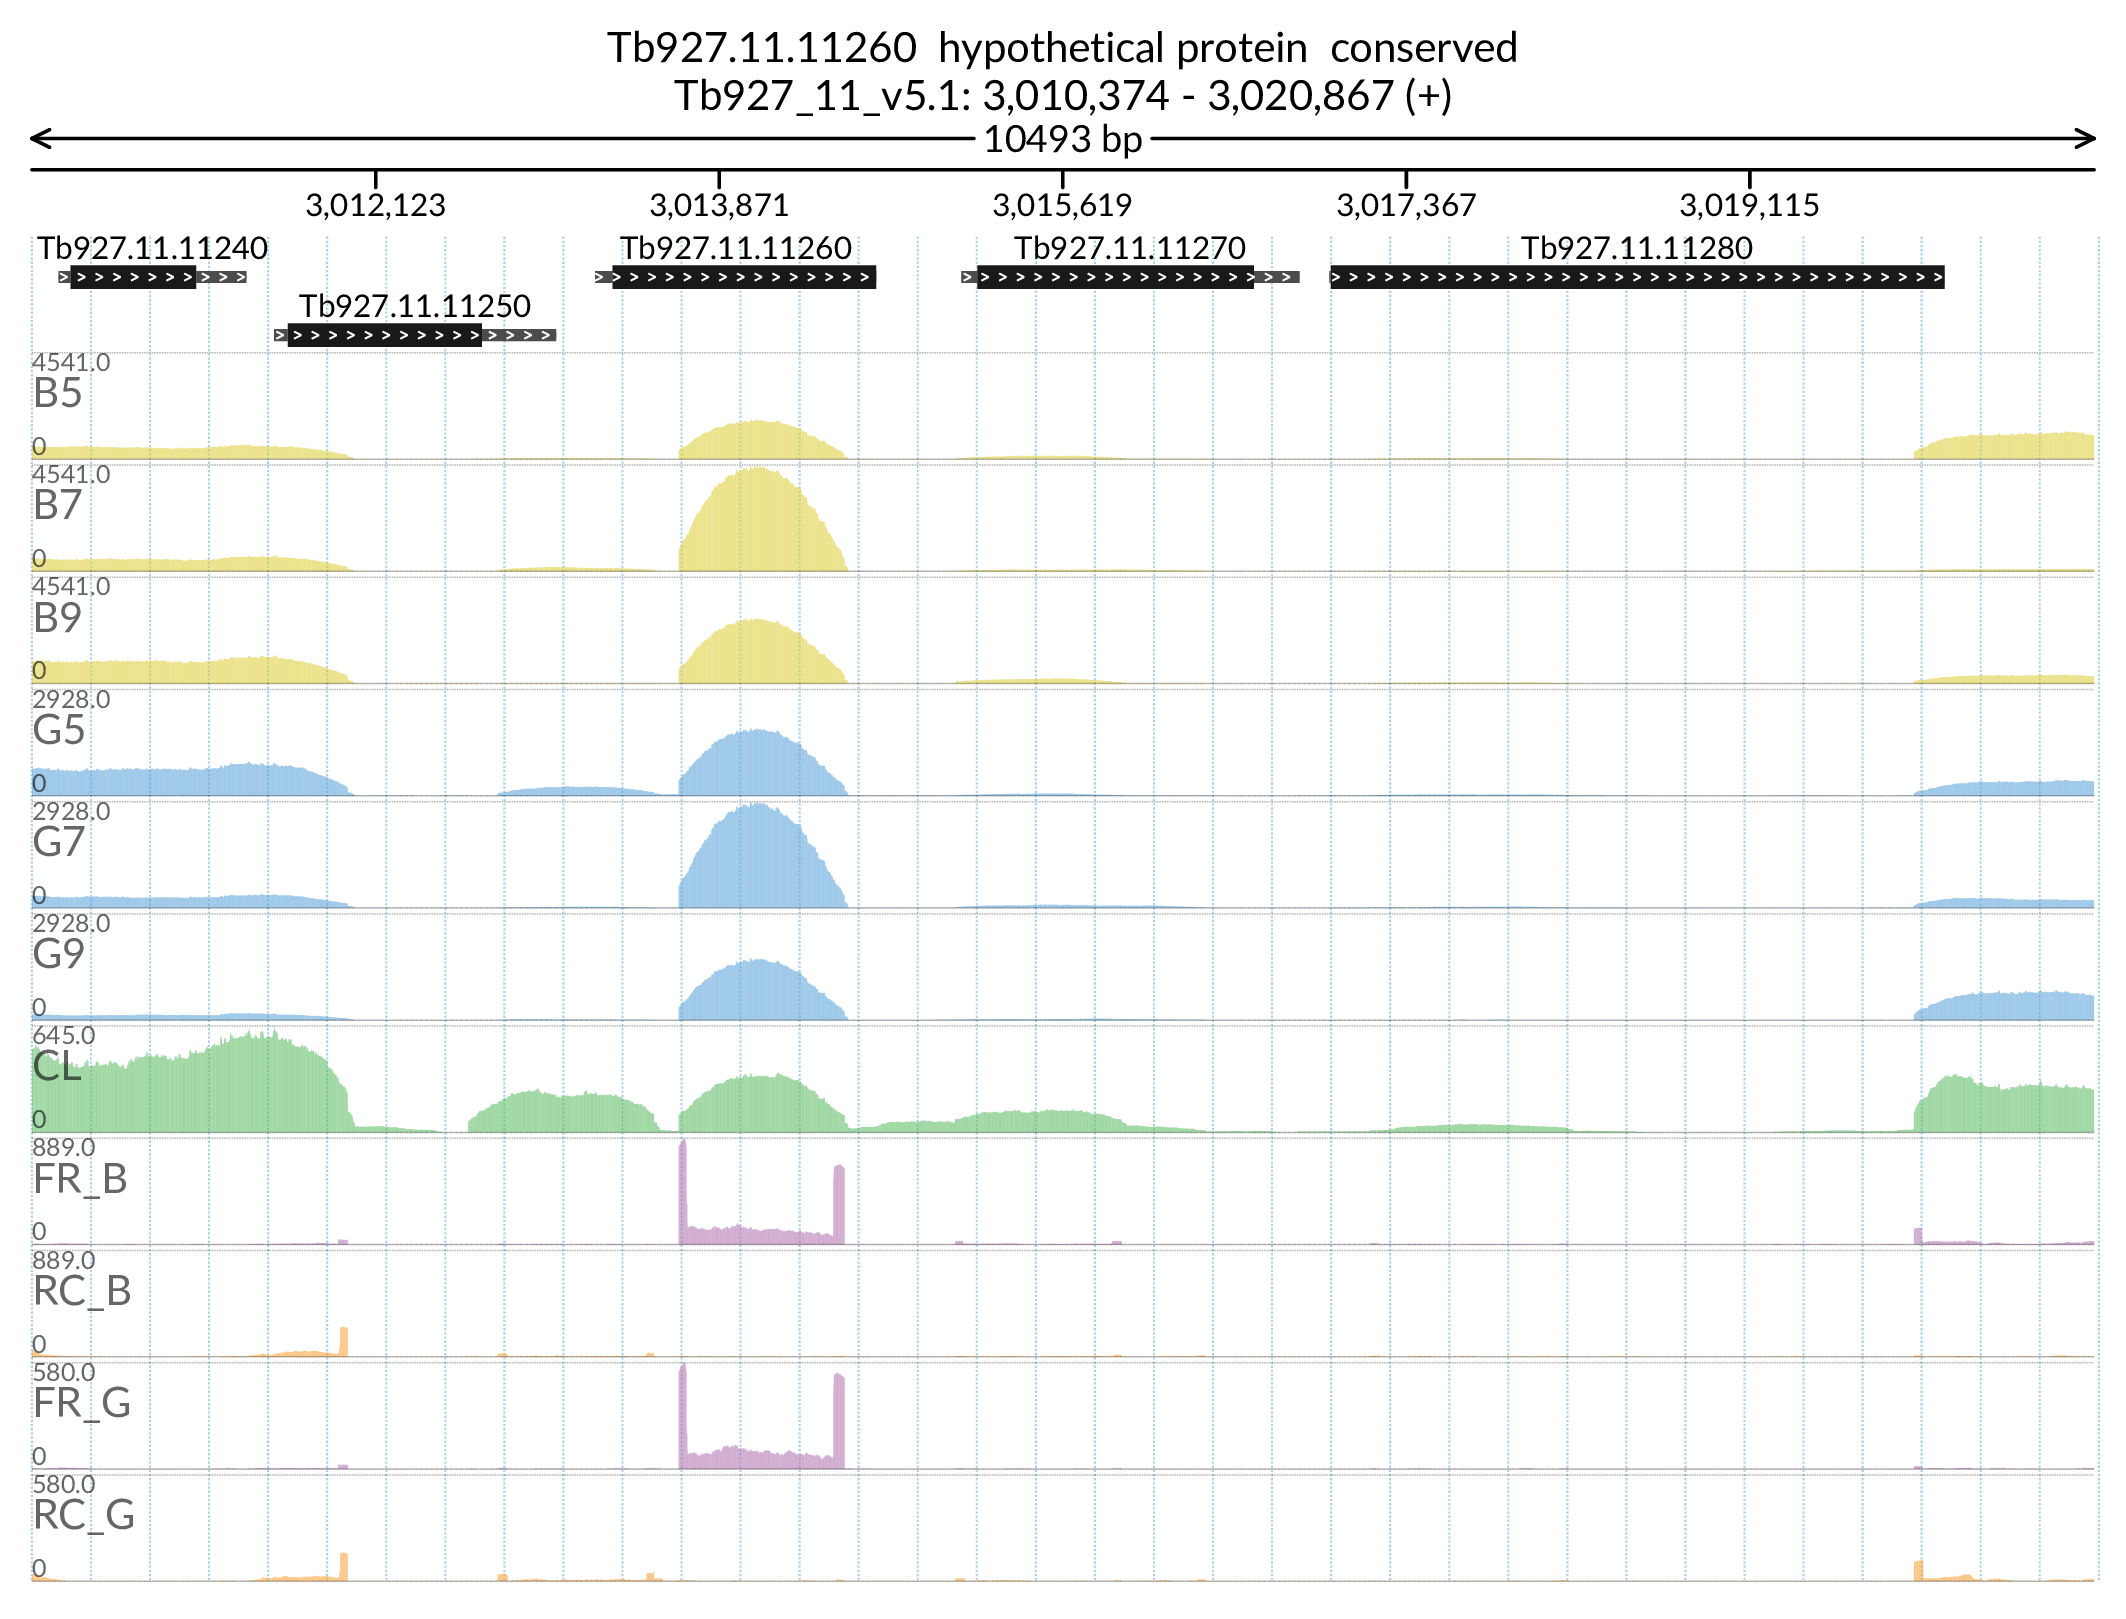 Tb927.11.11260 hypothetical protein conserved
Tb927_11_v5.1: 3,010,374 - 3,020,867 (+)
10493 bp
3,012,123 3,013,871 3,015,619 3,017,367 3,019,115
Tb927.11.11240 Tb927.11.11260 Tb927.11.11270 Tb927.11.11280
Tb927.11.11250
4541.0
B5
0
4541.0
B7
0
4541.0
B9
0
2928.0
G5
0
2928.0
G7
0
2928.0
G9
0
645.0
CL
0
889.0
FR_B
0
889.0
RC_B
0
580.0
FR_G
0
580.0
RC_G
0